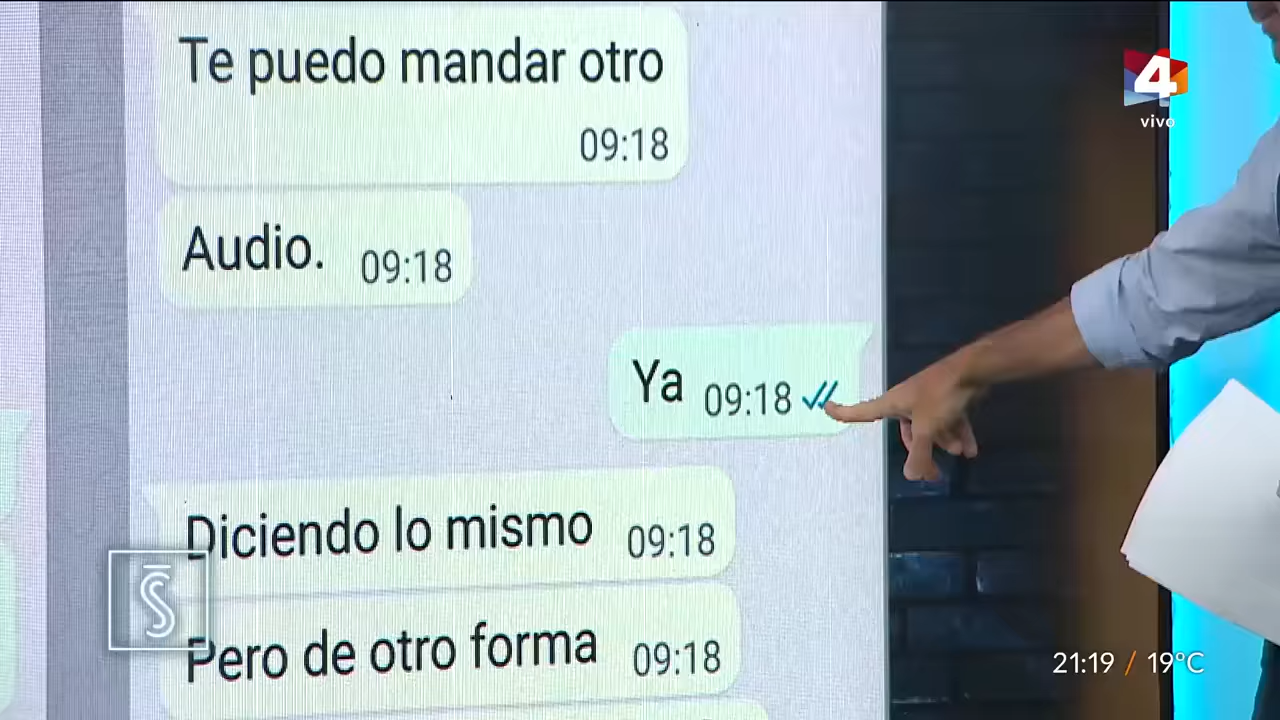 Te puedo mandar otro
09:18
Audio. 09:18
Ya 09:18
Diciendo lo mismo 09:18
Pero de otro forma 09:18
4
vivo
S
21:19 / 19°C